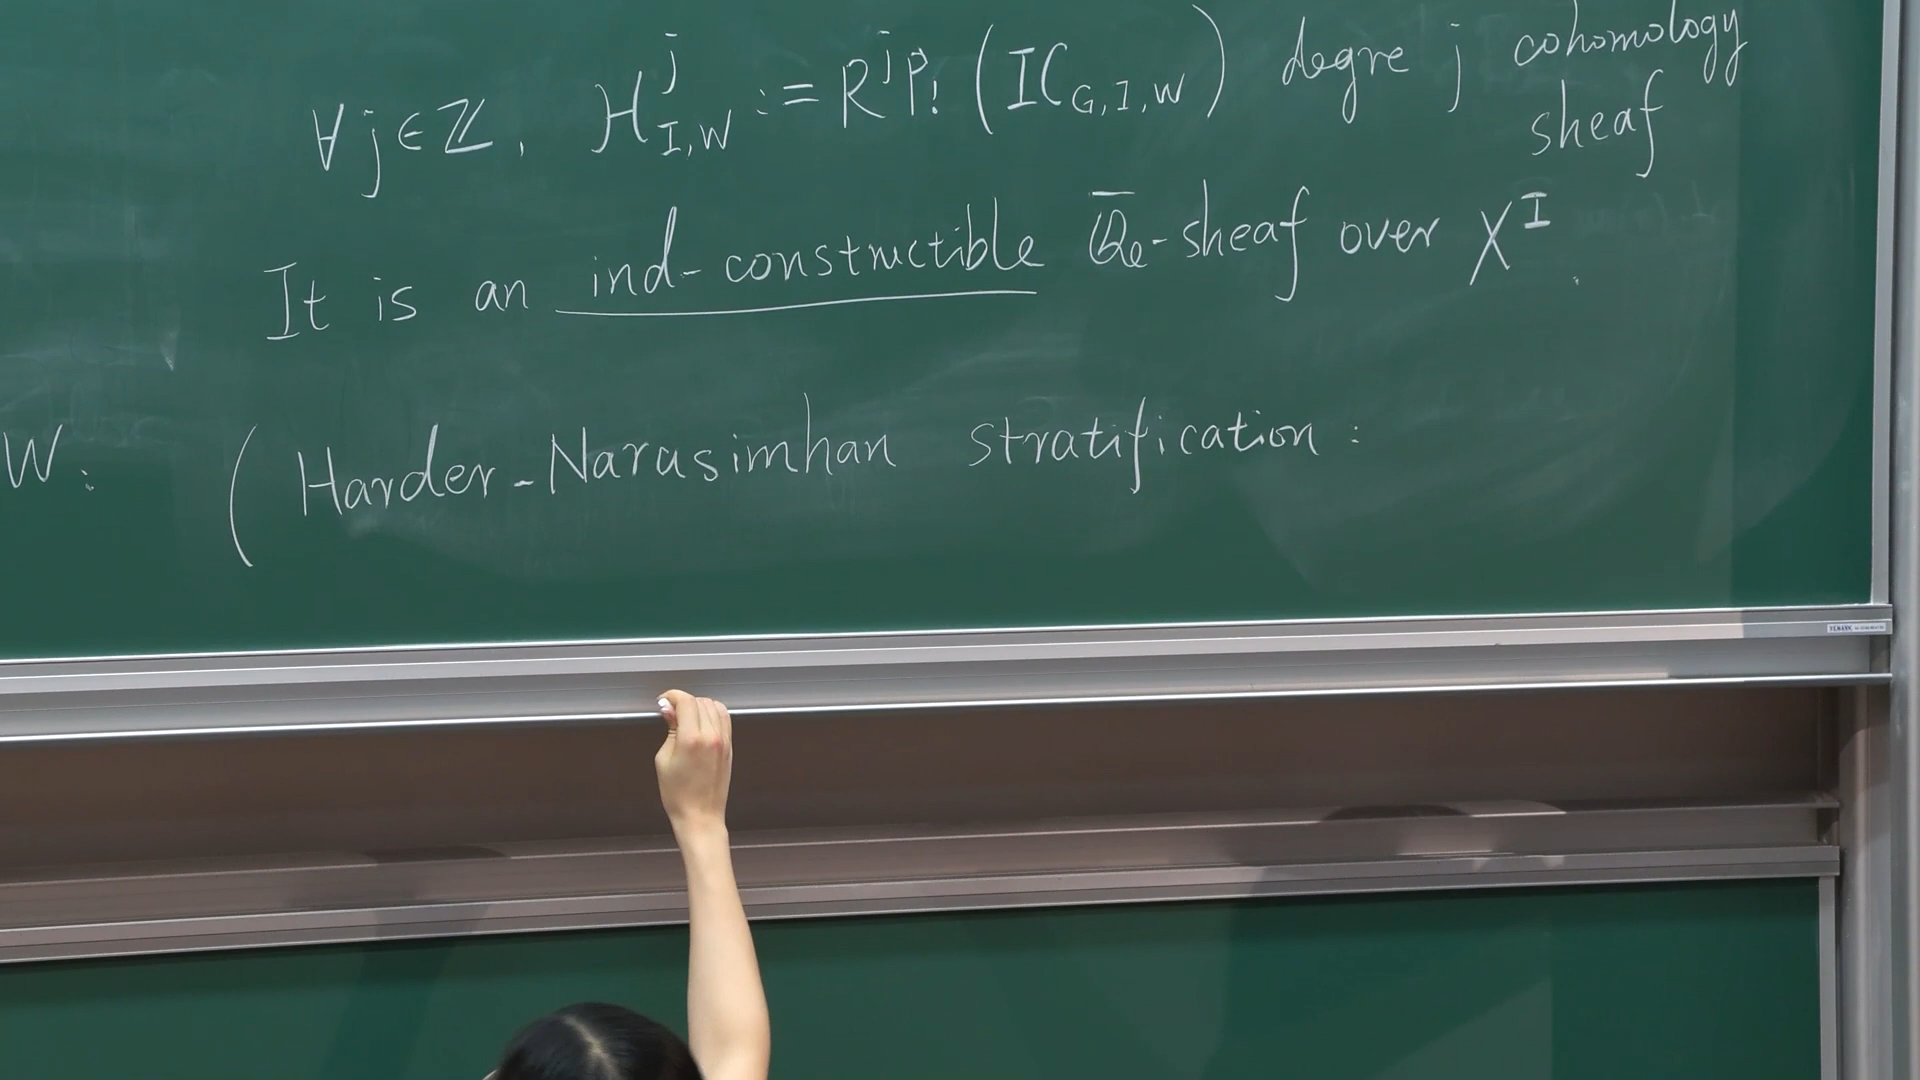 ∀ j ∈ ℤ, H^j_{I,W} := R^j p_! (IC_{G,I,W}) degre j cohomology
sheaf
It is an ind-constructible Q̄_ℓ-sheaf over X^I.
W: (Harder-Narasimhan stratification: